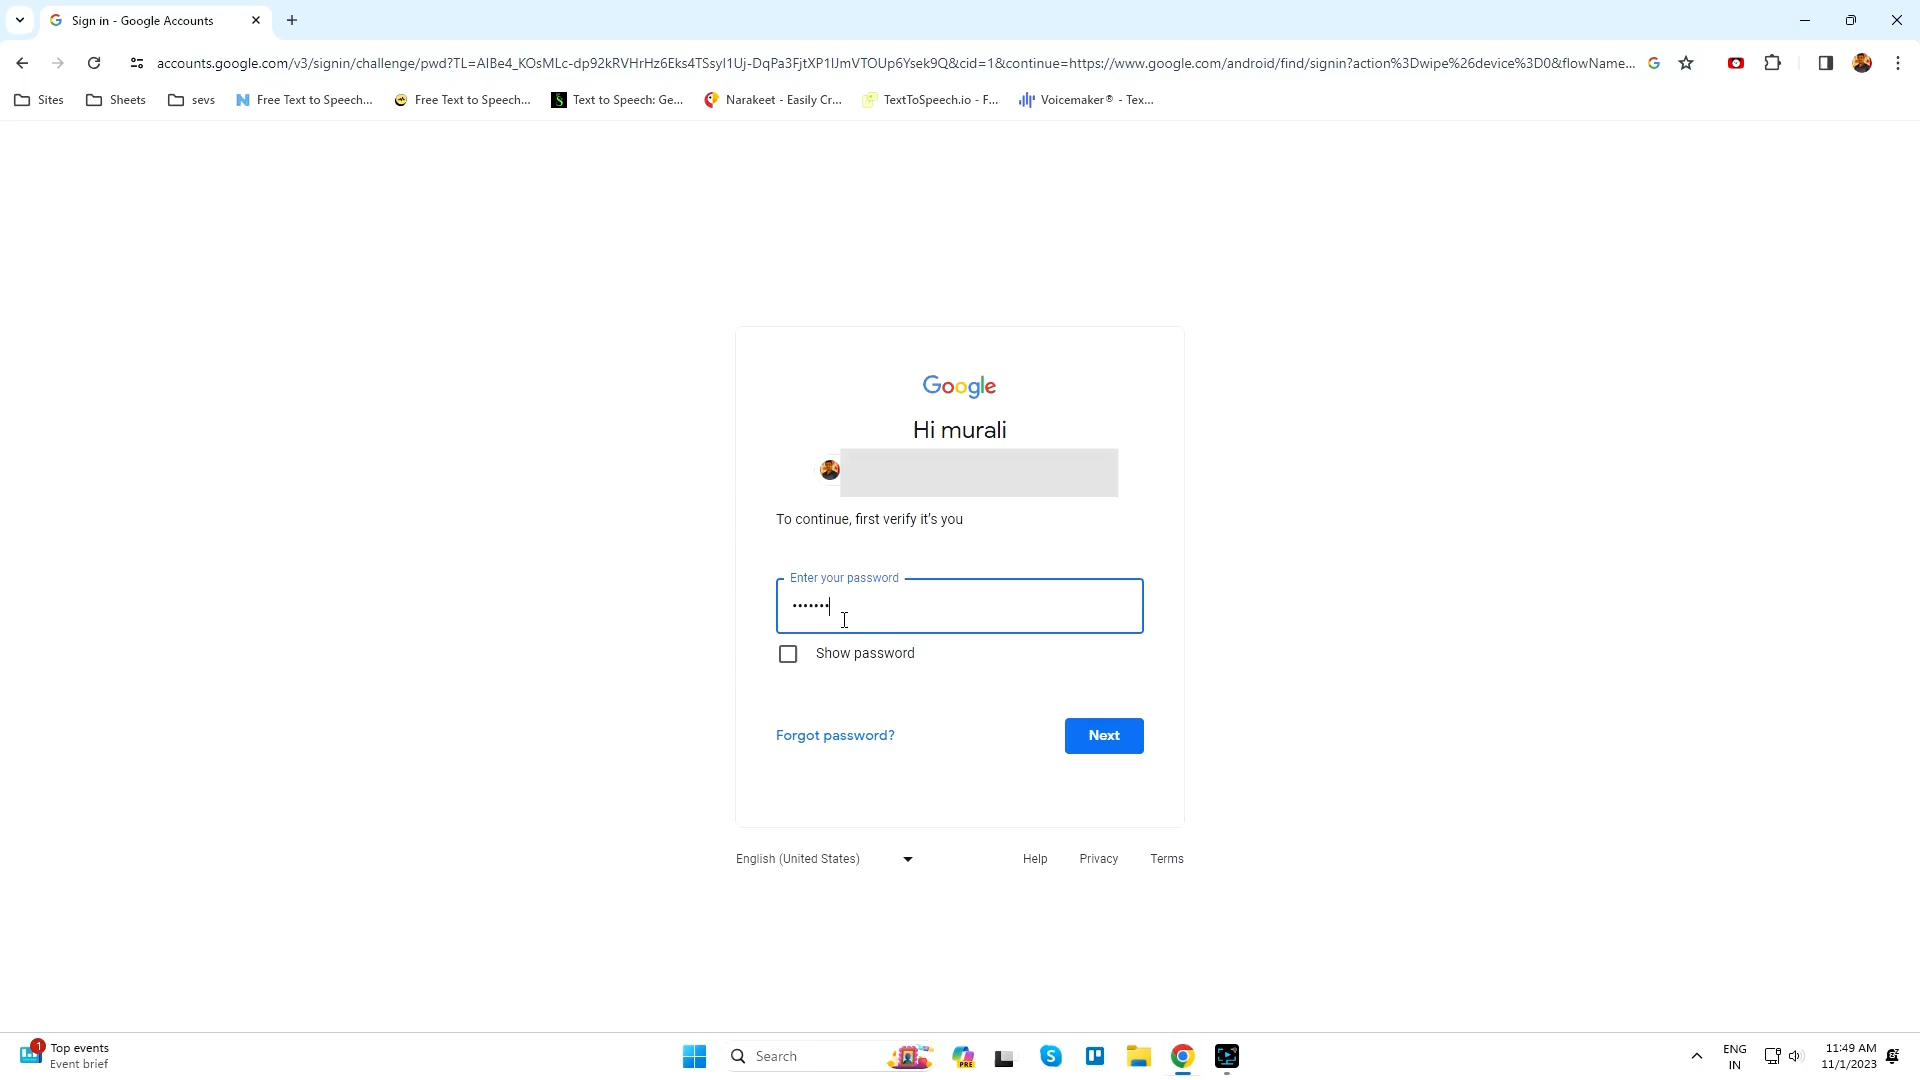 Sign in - Google Accounts
accounts.google.com/v3/signin/challenge/pwd?TL=AIBe4_KOsMLc-dp92kRVHrHz6Eks4TSsyI1Uj-DqPa3FjtXP1IJmVTOUp6Ysek9Q&cid=1&continue=https://www.google.com/android/find/signin?action%3Dwipe%26device%3D0&flowName...
Sites Sheets sevs Free Text to Speech... Free Text to Speech... Text to Speech: Ge... Narakeet - Easily Cr... TextToSpeech.io - F... Voicemaker® - Tex...
Google
Hi murali
To continue, first verify it's you
Enter your password
•••••••
Show password
Forgot password? Next
English (United States) Help Privacy Terms
1 Top events
Event brief
Search
PRE
ENG
IN
11:49 AM
11/1/2023